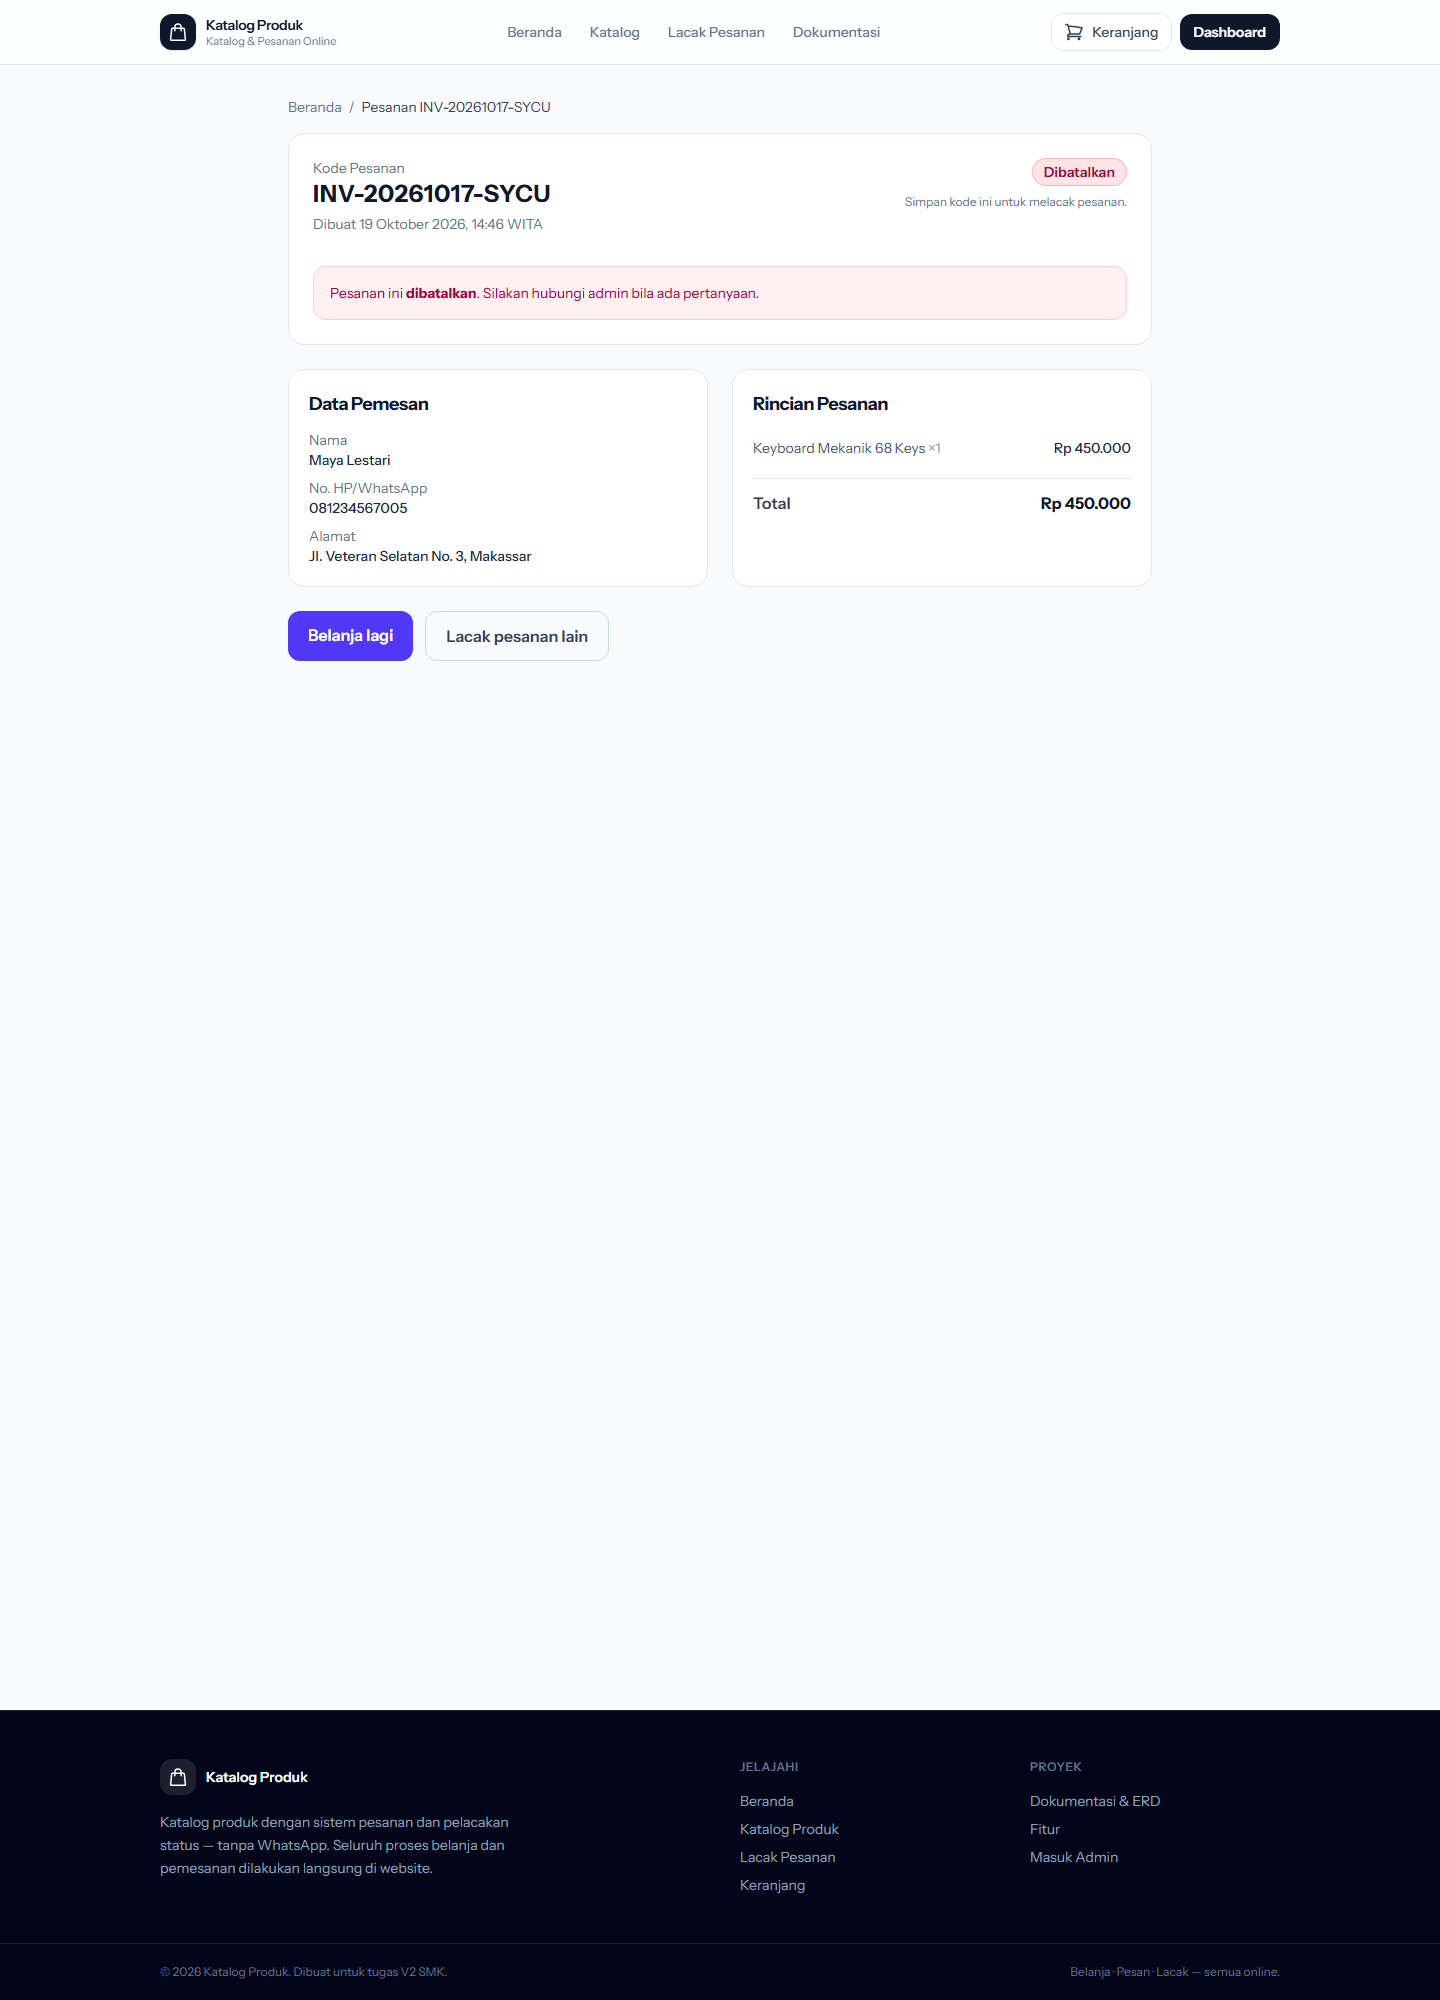 Katalog Produk
Katalog & Pesanan Online
Beranda
Katalog
Lacak Pesanan
Dokumentasi
Keranjang
Dashboard
Beranda / Pesanan INV-20261017-SYCU
Kode Pesanan
INV-20261017-SYCU
Dibuat 19 Oktober 2026, 14:46 WITA
Dibatalkan
Simpan kode ini untuk melacak pesanan.
Pesanan ini dibatalkan. Silakan hubungi admin bila ada pertanyaan.
Data Pemesan
Nama
Maya Lestari
No. HP/WhatsApp
081234567005
Alamat
Jl. Veteran Selatan No. 3, Makassar
Rincian Pesanan
Keyboard Mekanik 68 Keys ×1 Rp 450.000
Total Rp 450.000
Belanja lagi
Lacak pesanan lain
Katalog Produk
Katalog produk dengan sistem pesanan dan pelacakan
status — tanpa WhatsApp. Seluruh proses belanja dan
pemesanan dilakukan langsung di website.
JELAJAHI
Beranda
Katalog Produk
Lacak Pesanan
Keranjang
PROYEK
Dokumentasi & ERD
Fitur
Masuk Admin
© 2026 Katalog Produk. Dibuat untuk tugas V2 SMK.
Belanja · Pesan · Lacak — semua online.